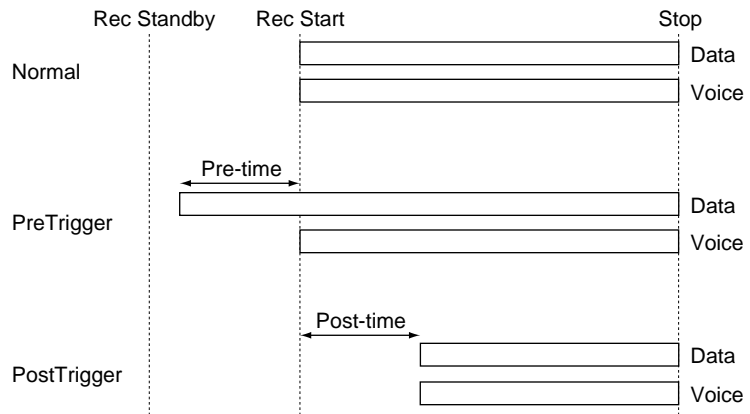 Rec Standby Rec Start Stop
Normal
Data
Voice
Pre-time
PreTrigger
Data
Voice
Post-time
PostTrigger
Data
Voice